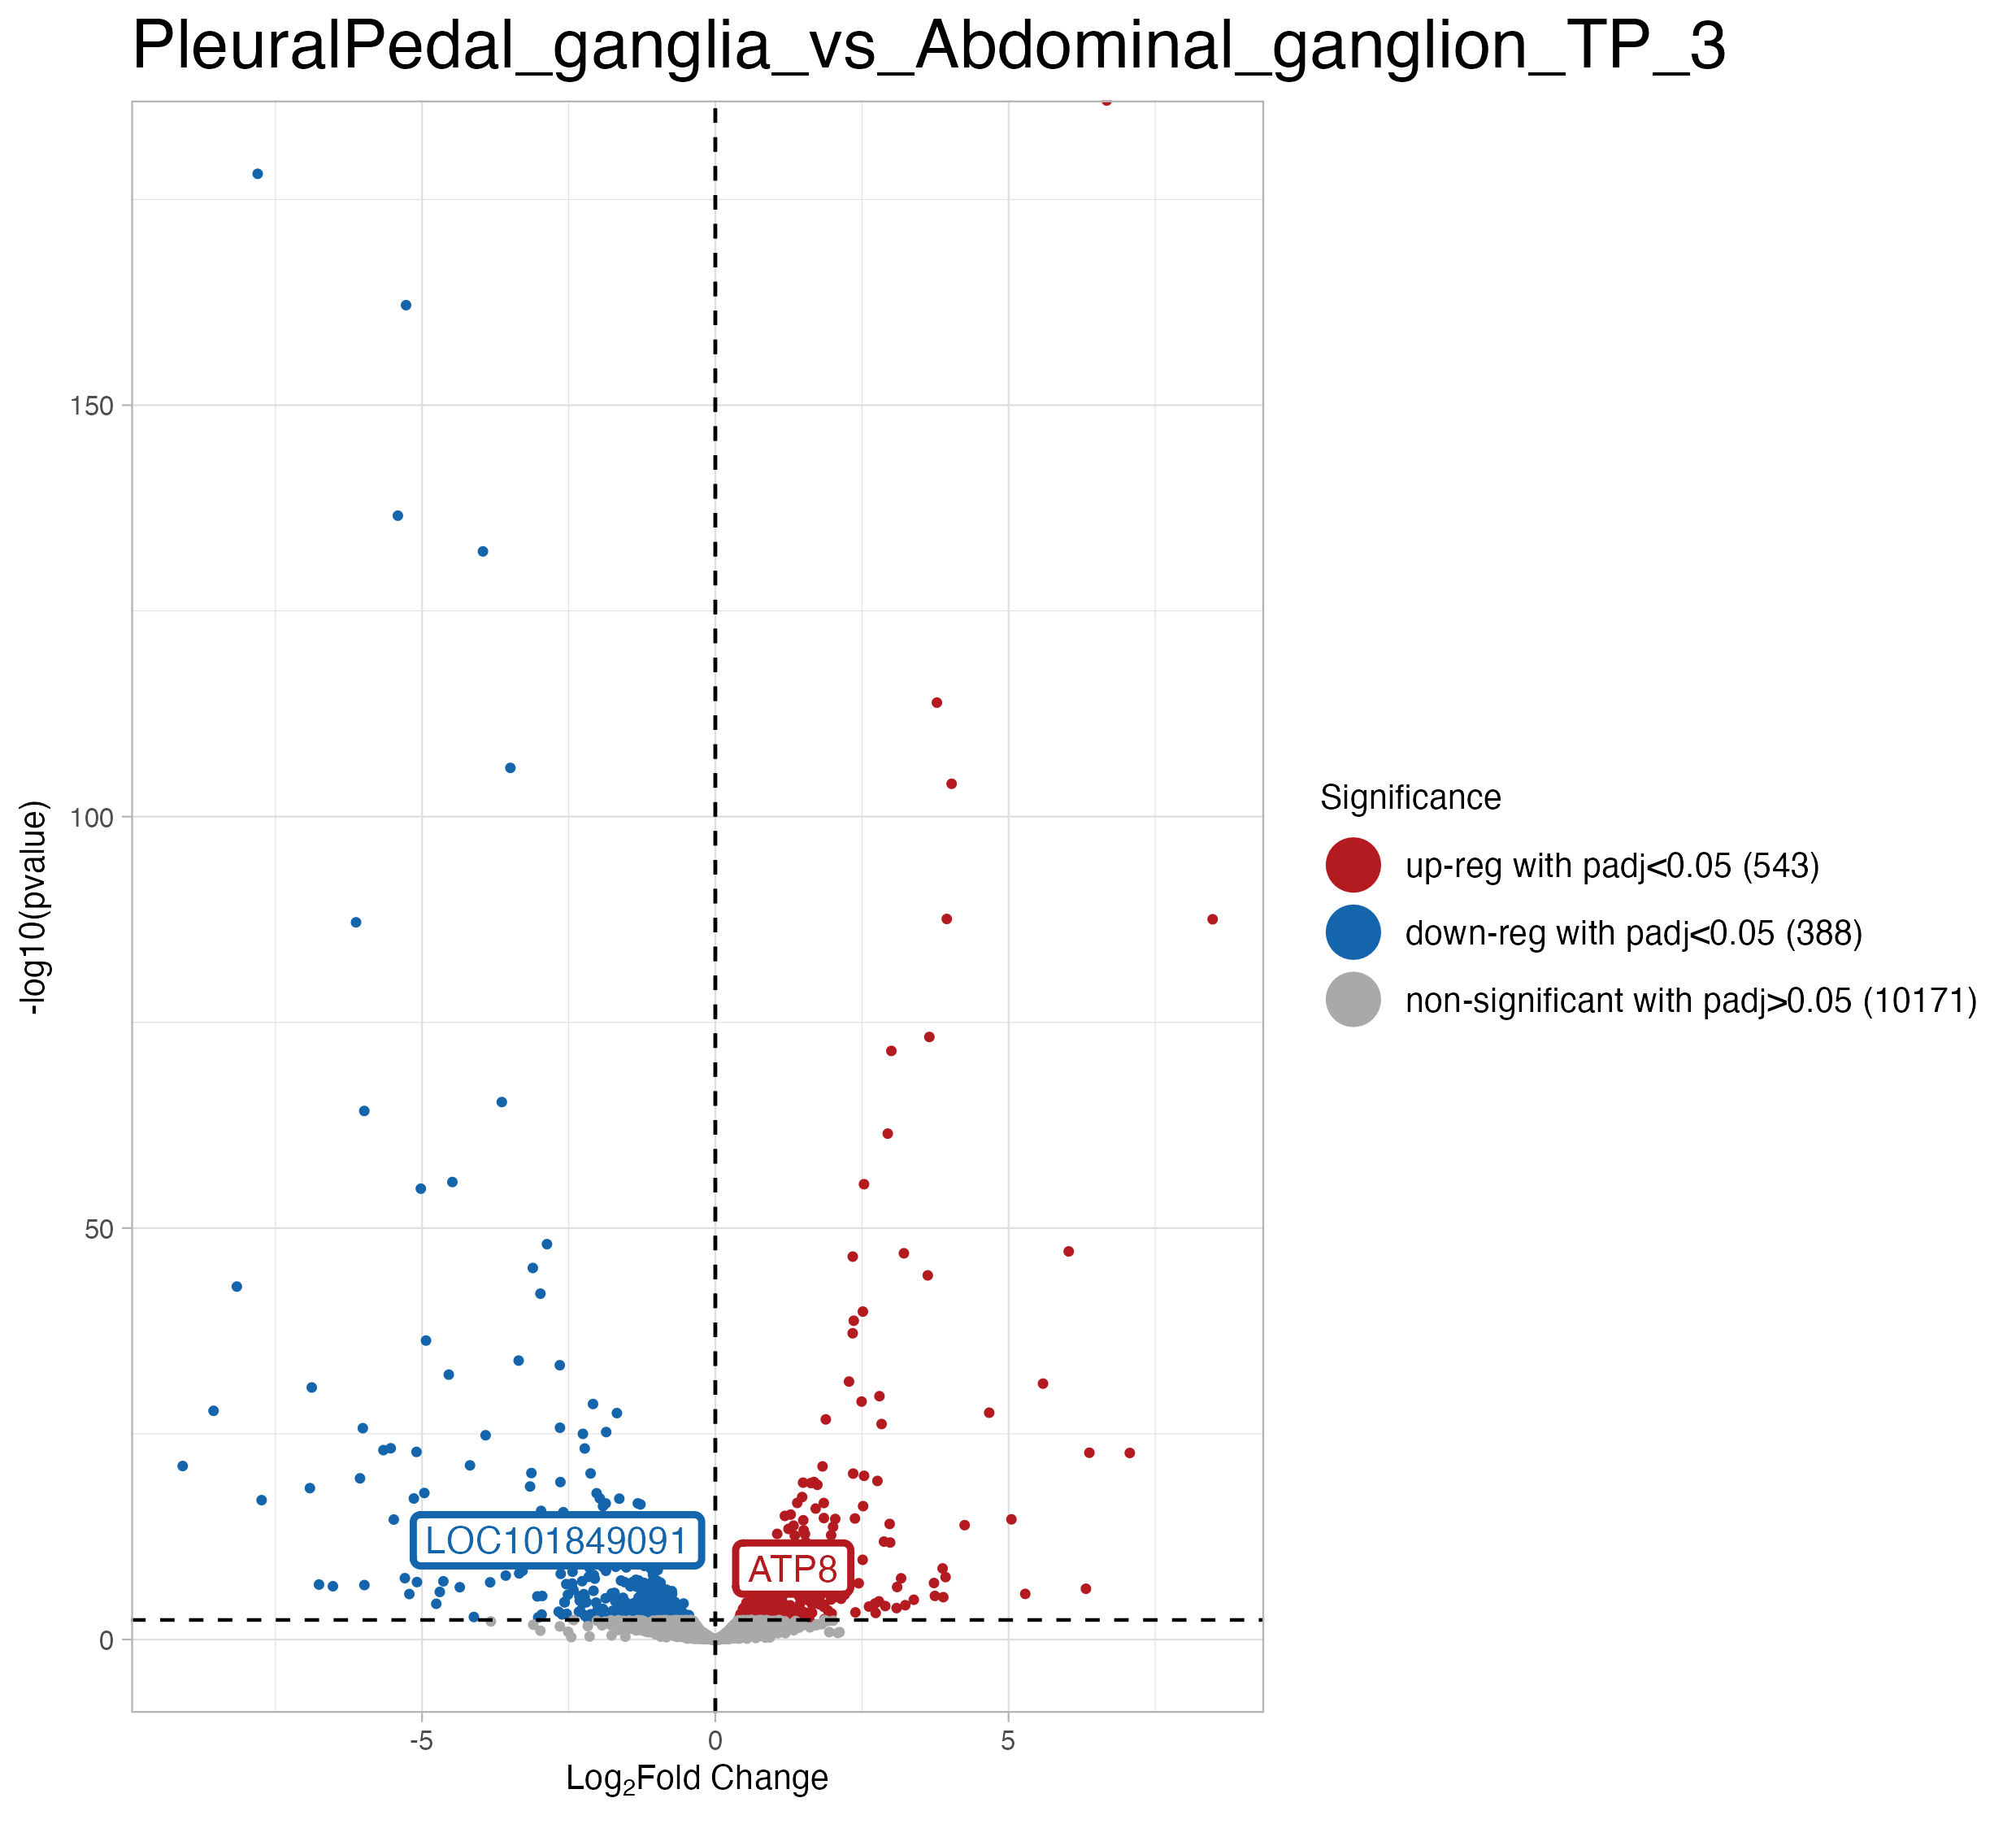 PleuralPedal_ganglia_vs_Abdominal_ganglion_TP_3
150
100
50
0
-log10(pvalue)
LOC101849091
ATP8
-5
0
5
Log₂Fold Change
Significance
up-reg with padj<0.05 (543)
down-reg with padj<0.05 (388)
non-significant with padj>0.05 (10171)